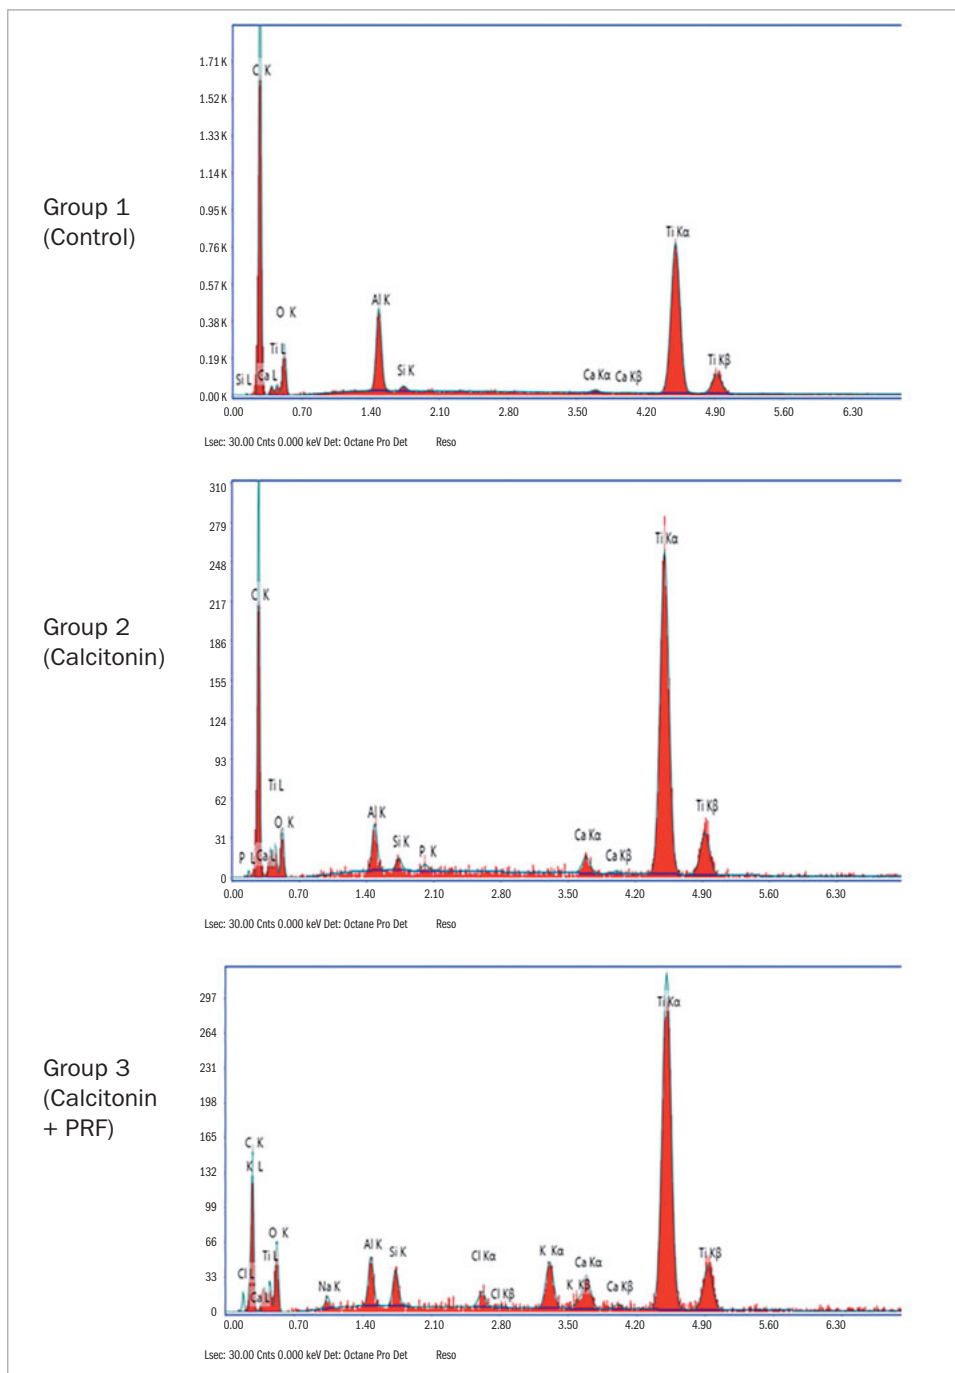 Group 1
(Control)
1.71 K
1.52 K
1.33 K
1.14 K
0.95 K
0.76 K
0.57 K
0.38 K
0.19 K
0.00 K
C K
O K
Ti L
Si L
Ca L
Al K
Si K
Ca Kα
Ca Kβ
Ti Kα
Ti Kβ
0.00 0.70 1.40 2.10 2.80 3.50 4.20 4.90 5.60 6.30
Lsec: 30.00 Cnts 0.000 keV Det: Octane Pro Det Reso
Group 2
(Calcitonin)
310
279
248
217
186
155
124
93
62
31
0
C K
Ti L
O K
P L
Ca L
Al K
Si K
P K
Ca Kα
Ca Kβ
Ti Kα
Ti Kβ
0.00 0.70 1.40 2.10 2.80 3.50 4.20 4.90 5.60 6.30
Lsec: 30.00 Cnts 0.000 keV Det: Octane Pro Det Reso
Group 3
(Calcitonin
+ PRF)
297
264
231
198
165
132
99
66
33
0
C K
K L
O K
Ti L
Cl L
Ca L
Na K
Al K
Si K
Cl Kα
Cl Kβ
K Kα
K Kβ
Ca Kα
Ca Kβ
Ti Kα
Ti Kβ
0.00 0.70 1.40 2.10 2.80 3.50 4.20 4.90 5.60 6.30
Lsec: 30.00 Cnts 0.000 keV Det: Octane Pro Det Reso